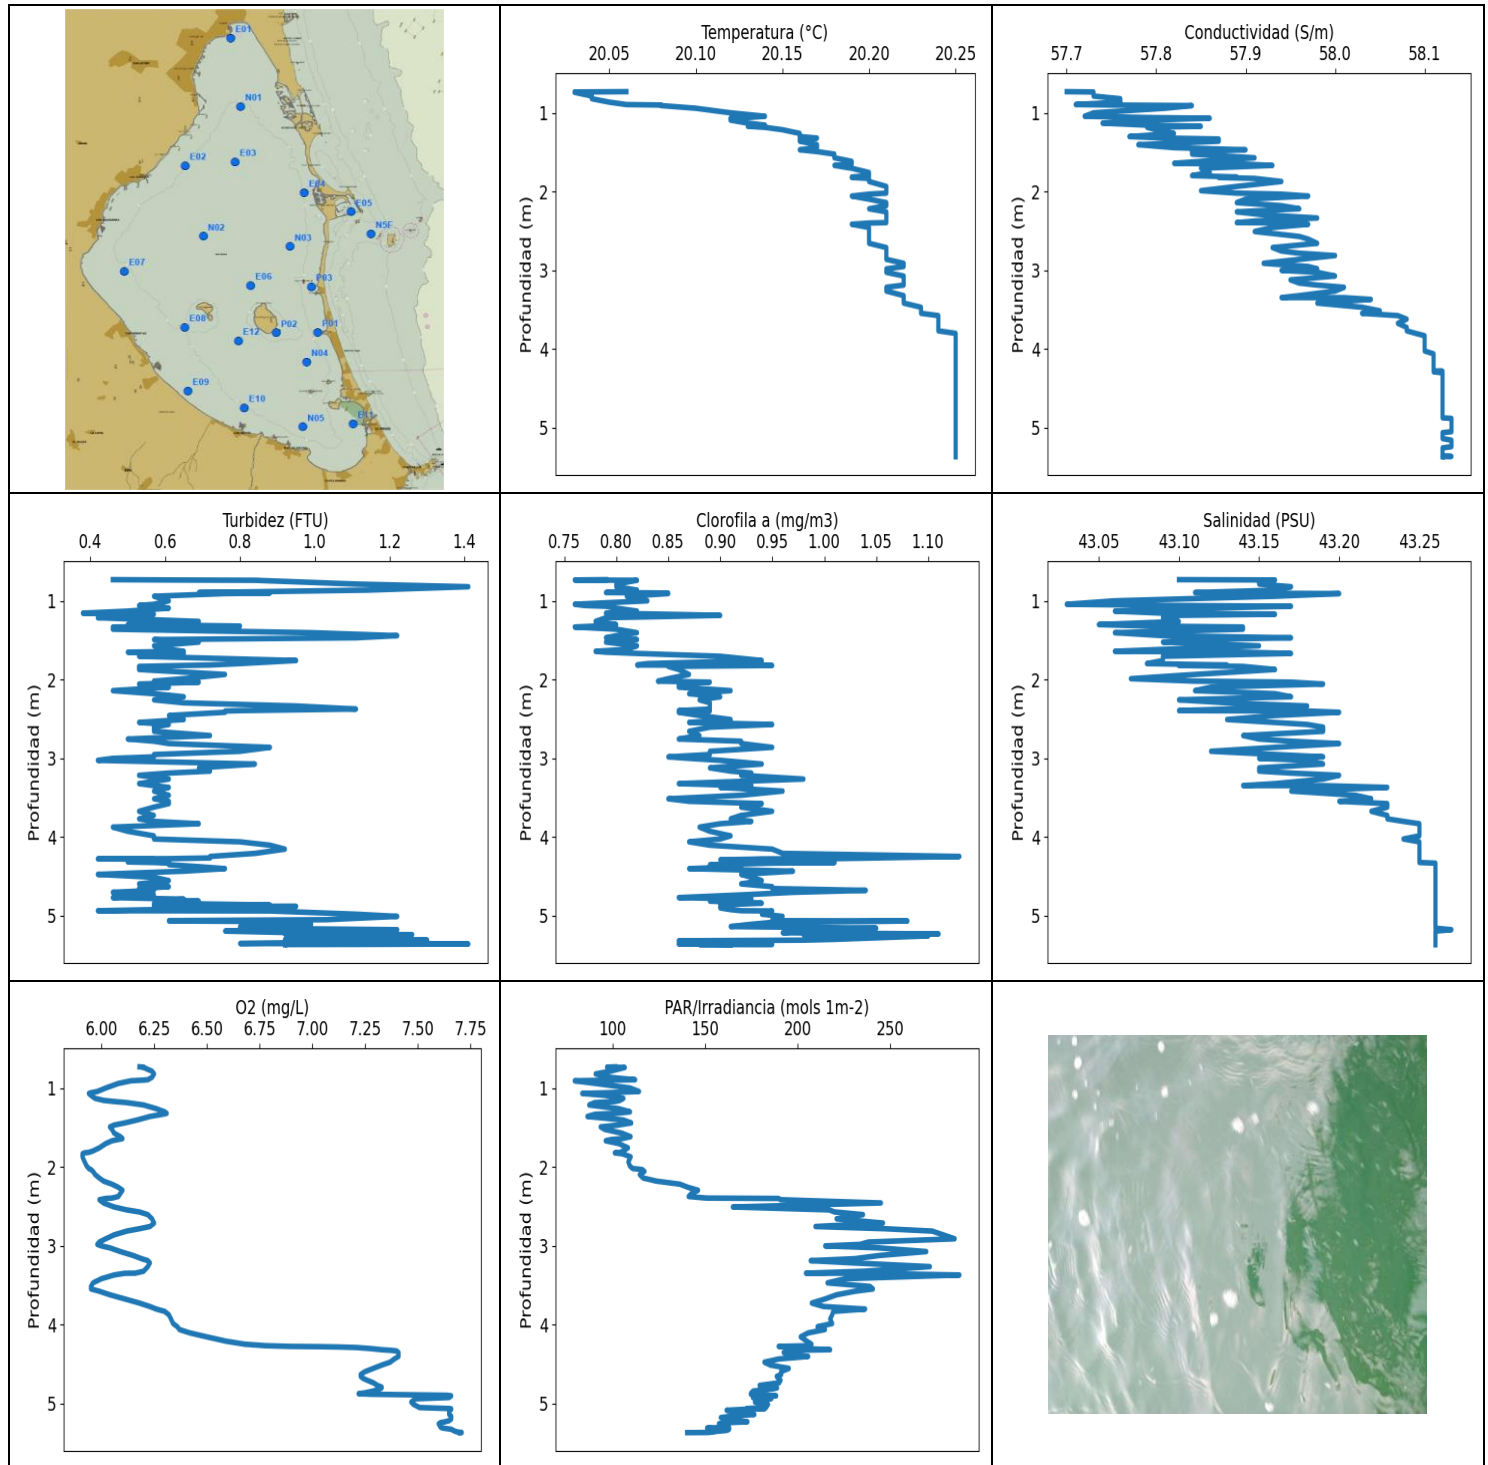 E01
N01
E02
E03
E04
E05
N5F
N02
N03
E07
E06
P03
E08
E12
P02
P01
N04
E09
E10
N05
E11
Temperatura (°C)
20.05 20.10 20.15 20.20 20.25
Profundidad (m)
1
2
3
4
5
Conductividad (S/m)
57.7 57.8 57.9 58.0 58.1
Profundidad (m)
1
2
3
4
5
Turbidez (FTU)
0.4 0.6 0.8 1.0 1.2 1.4
Profundidad (m)
1
2
3
4
5
Clorofila a (mg/m3)
0.75 0.80 0.85 0.90 0.95 1.00 1.05 1.10
Profundidad (m)
1
2
3
4
5
Salinidad (PSU)
43.05 43.10 43.15 43.20 43.25
Profundidad (m)
1
2
3
4
5
O2 (mg/L)
6.00 6.25 6.50 6.75 7.00 7.25 7.50 7.75
Profundidad (m)
1
2
3
4
5
PAR/Irradiancia (mols 1m-2)
100 150 200 250
Profundidad (m)
1
2
3
4
5